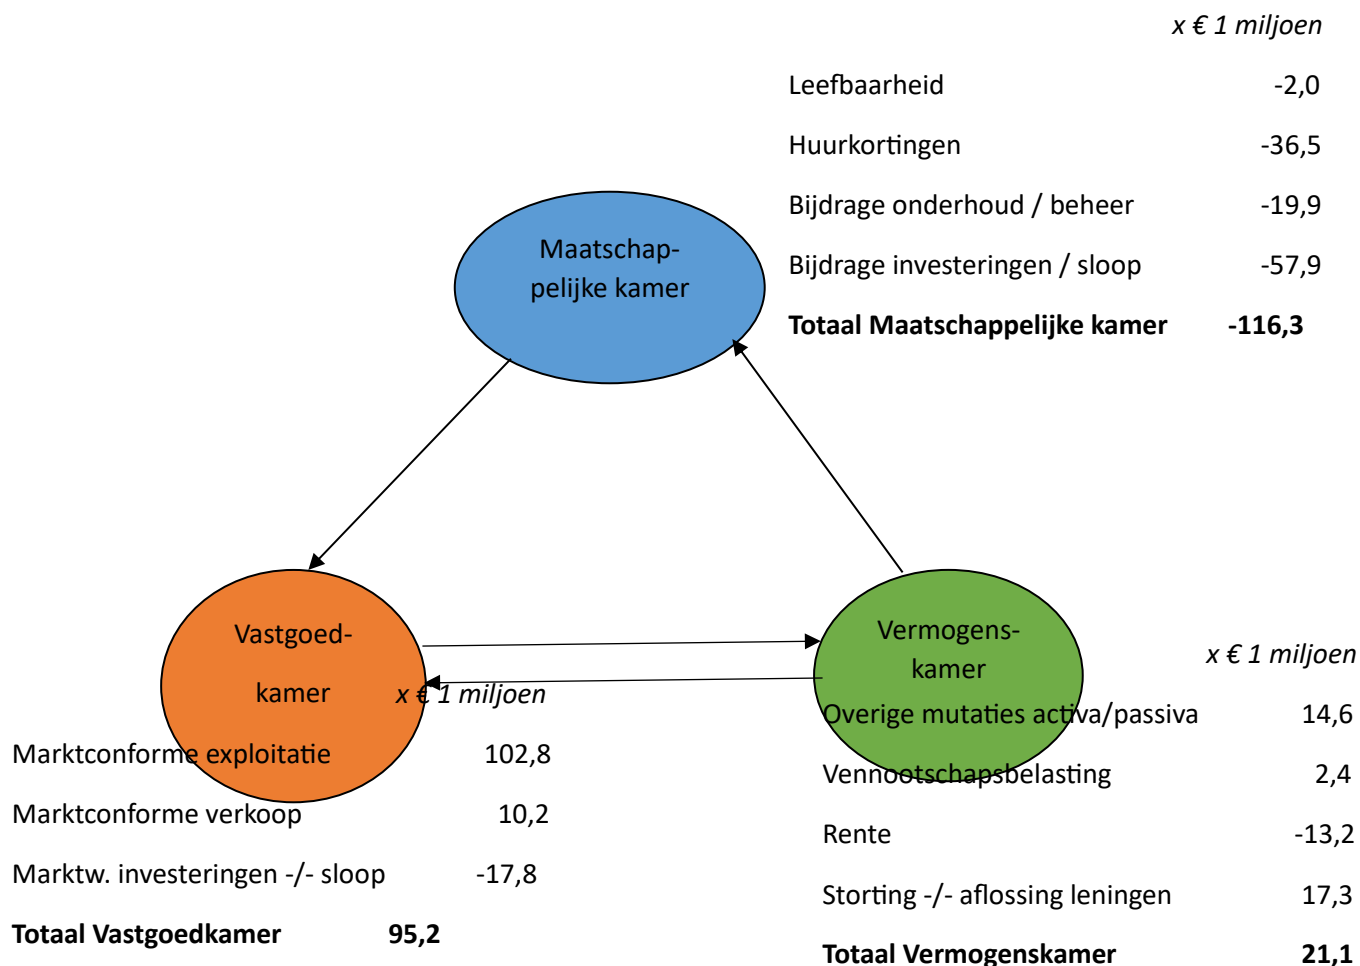 x € 1 miljoen
Leefbaarheid -2,0
Huurkortingen -36,5
Bijdrage onderhoud / beheer -19,9
Bijdrage investeringen / sloop -57,9
Totaal Maatschappelijke kamer -116,3
Maatschap-
pelijke kamer
Vastgoed-
kamer
x € 1 miljoen
Marktconforme exploitatie 102,8
Marktconforme verkoop 10,2
Marktw. investeringen -/- sloop -17,8
Totaal Vastgoedkamer 95,2
Vermogens-
kamer
x € 1 miljoen
Overige mutaties activa/passiva 14,6
Vennootschapsbelasting 2,4
Rente -13,2
Storting -/- aflossing leningen 17,3
Totaal Vermogenskamer 21,1